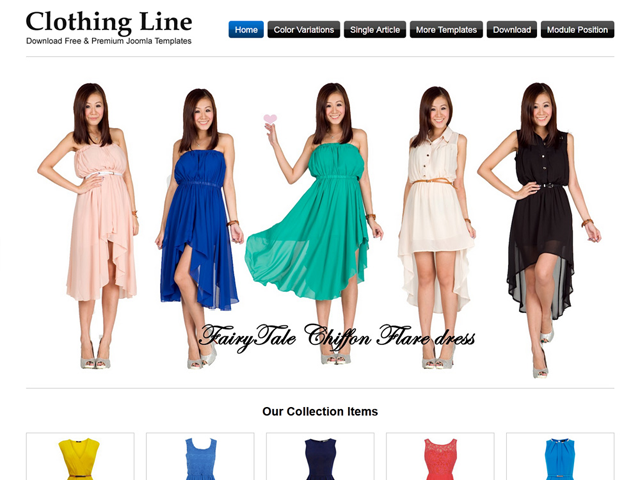 Clothing Line
Download Free & Premium Joomla Templates
Home Color Variations Single Article More Templates Download Module Position
FairyTale Chiffon Flare dress
Our Collection Items